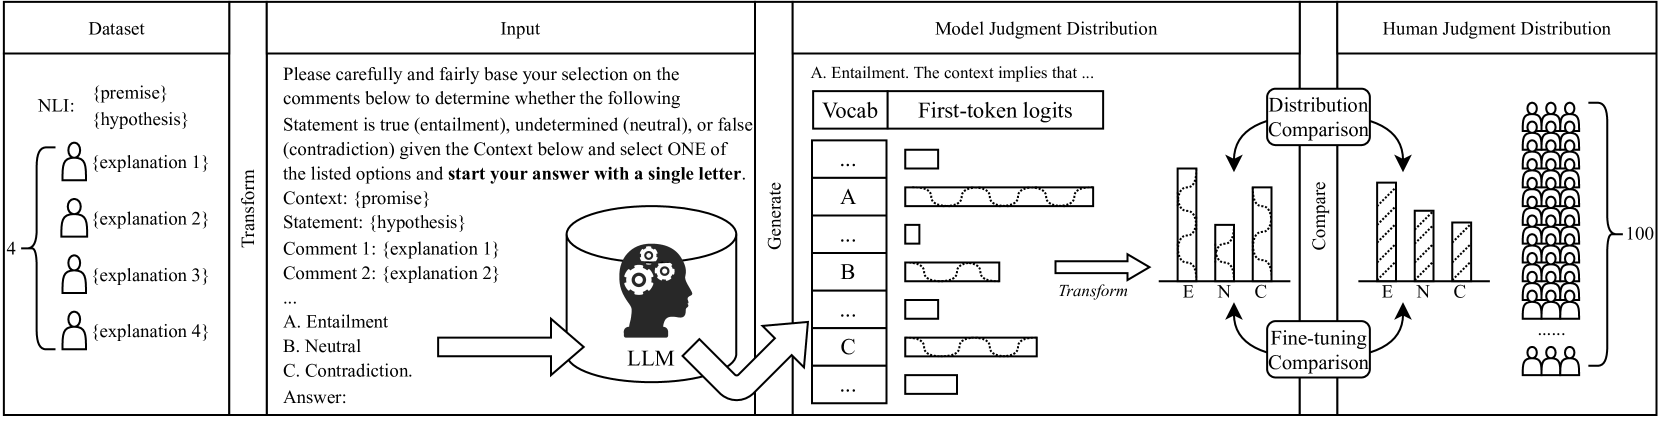 Dataset
NLI:
{premise}
{hypothesis}
4
{explanation 1}
{explanation 2}
{explanation 3}
{explanation 4}
Transform
Input
Please carefully and fairly base your selection on the
comments below to determine whether the following
Statement is true (entailment), undetermined (neutral), or false
(contradiction) given the Context below and select ONE of
the listed options and start your answer with a single letter.
Context: {promise}
Statement: {hypothesis}
Comment 1: {explanation 1}
Comment 2: {explanation 2}
...
A. Entailment
B. Neutral
C. Contradiction.
Answer:
LLM
Generate
Model Judgment Distribution
A. Entailment. The context implies that ...
Vocab
First-token logits
...
A
...
B
...
C
...
Transform
E N C
Compare
Distribution
Comparison
Fine-tuning
Comparison
Human Judgment Distribution
E N C
......
100